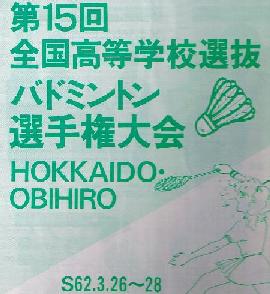 第15回
全国高等学校選抜
バドミントン
選手権大会
HOKKAIDO・
OBIHIRO
S62.3.26〜28